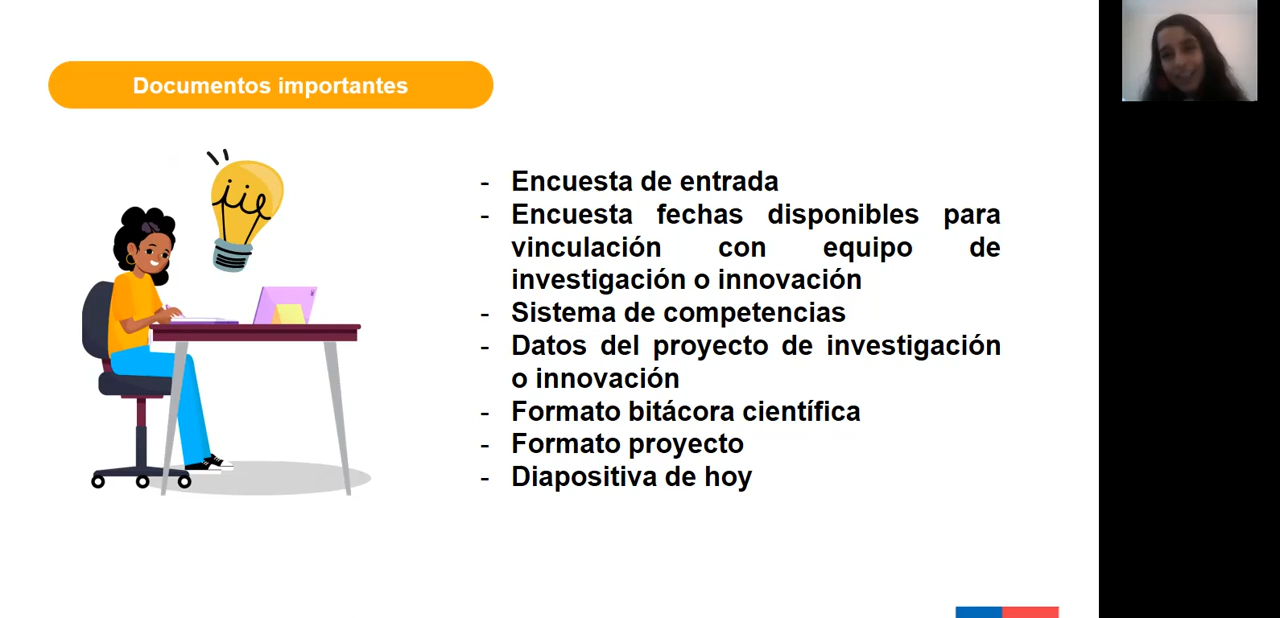 Documentos importantes
- Encuesta de entrada
- Encuesta fechas disponibles para
vinculación con equipo de
investigación o innovación
- Sistema de competencias
- Datos del proyecto de investigación
o innovación
- Formato bitácora científica
- Formato proyecto
- Diapositiva de hoy